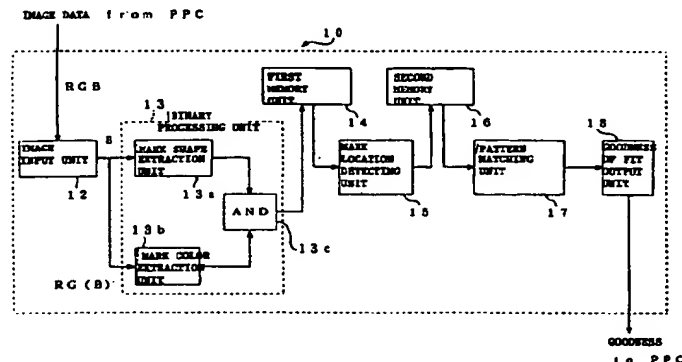 IMAGE DATA from PPC
10
RGB
FIRST
MEMORY
UNIT
SECOND
MEMORY
UNIT
13
BINARY
PROCESSING UNIT
14
16
18
IMAGE
INPUT UNIT
B
MARK SHAPE
EXTRACTION
UNIT
MARK
LOCATION
DETECTING
UNIT
PATTERN
MATCHING
UNIT
GOODNESS
OF FIT
OUTPUT
UNIT
12
13a
AND
15
17
13b
13c
MARK COLOR
EXTRACTION
UNIT
RG (B)
GOODNESS
to PPC